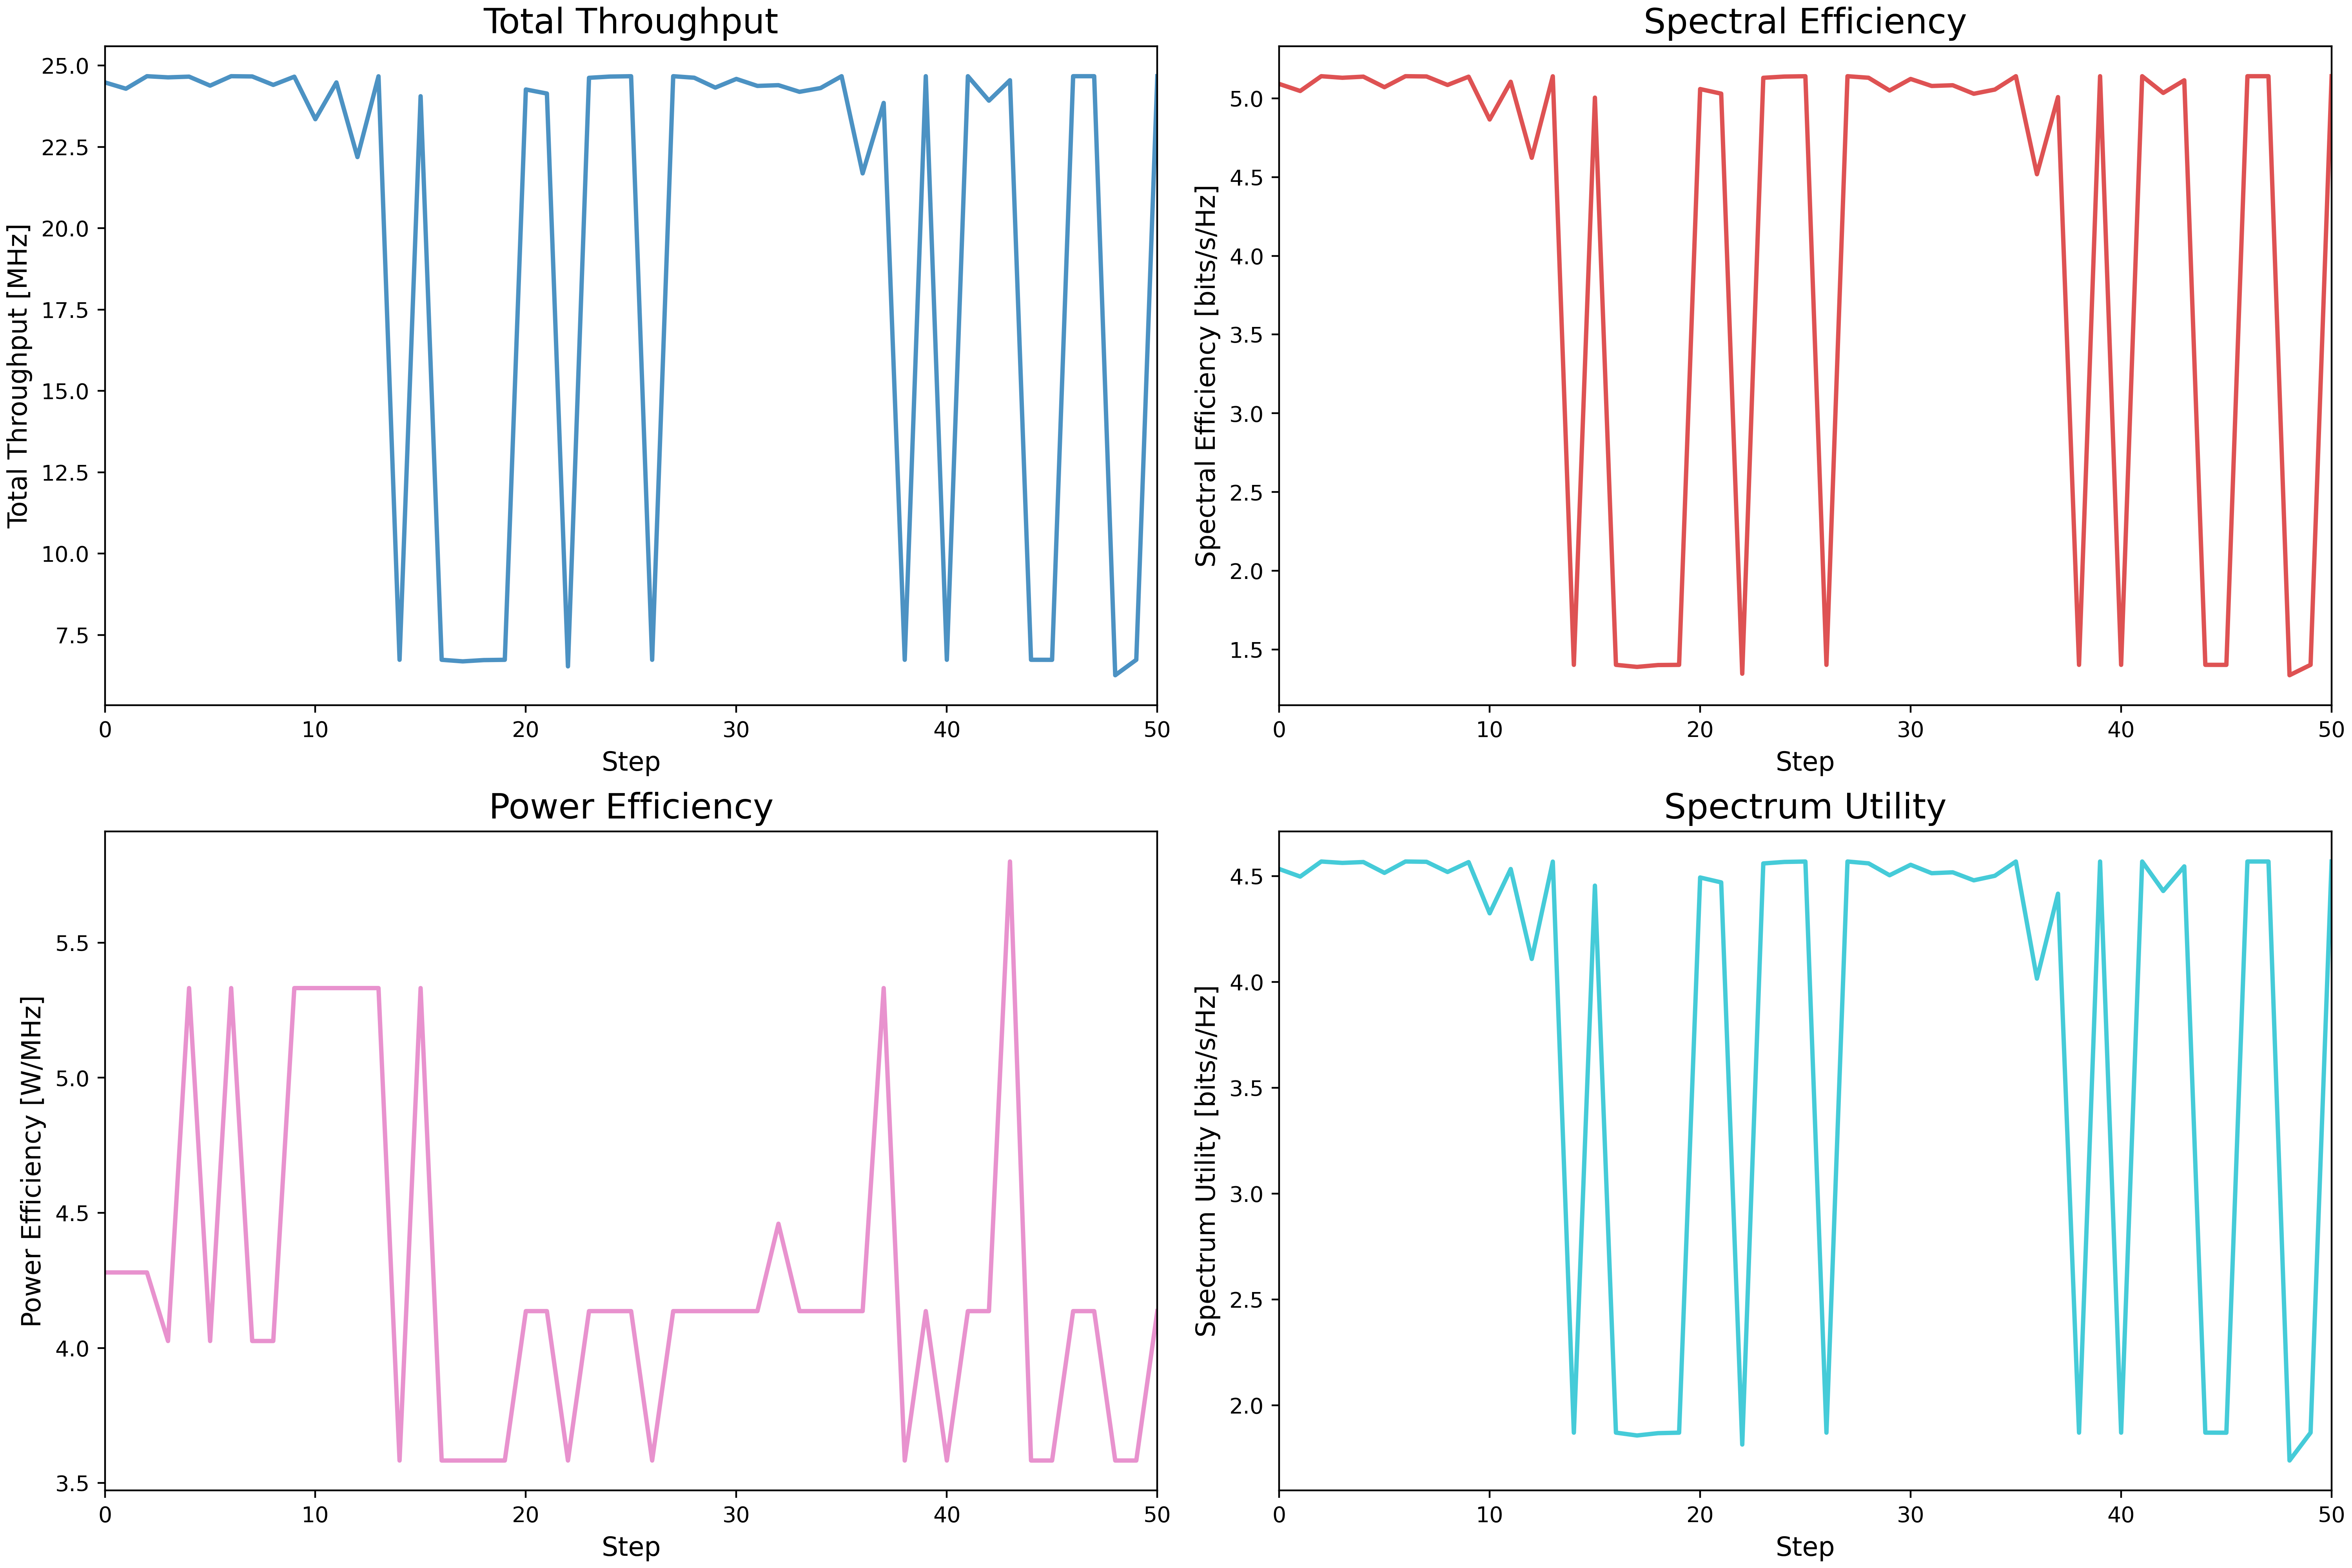 Total Throughput
Total Throughput [MHz]
25.0
22.5
20.0
17.5
15.0
12.5
10.0
7.5
0 10 20 30 40 50
Step
Spectral Efficiency
Spectral Efficiency [bits/s/Hz]
5.0
4.5
4.0
3.5
3.0
2.5
2.0
1.5
0 10 20 30 40 50
Step
Power Efficiency
Power Efficiency [W/MHz]
5.5
5.0
4.5
4.0
3.5
0 10 20 30 40 50
Step
Spectrum Utility
Spectrum Utility [bits/s/Hz]
4.5
4.0
3.5
3.0
2.5
2.0
0 10 20 30 40 50
Step